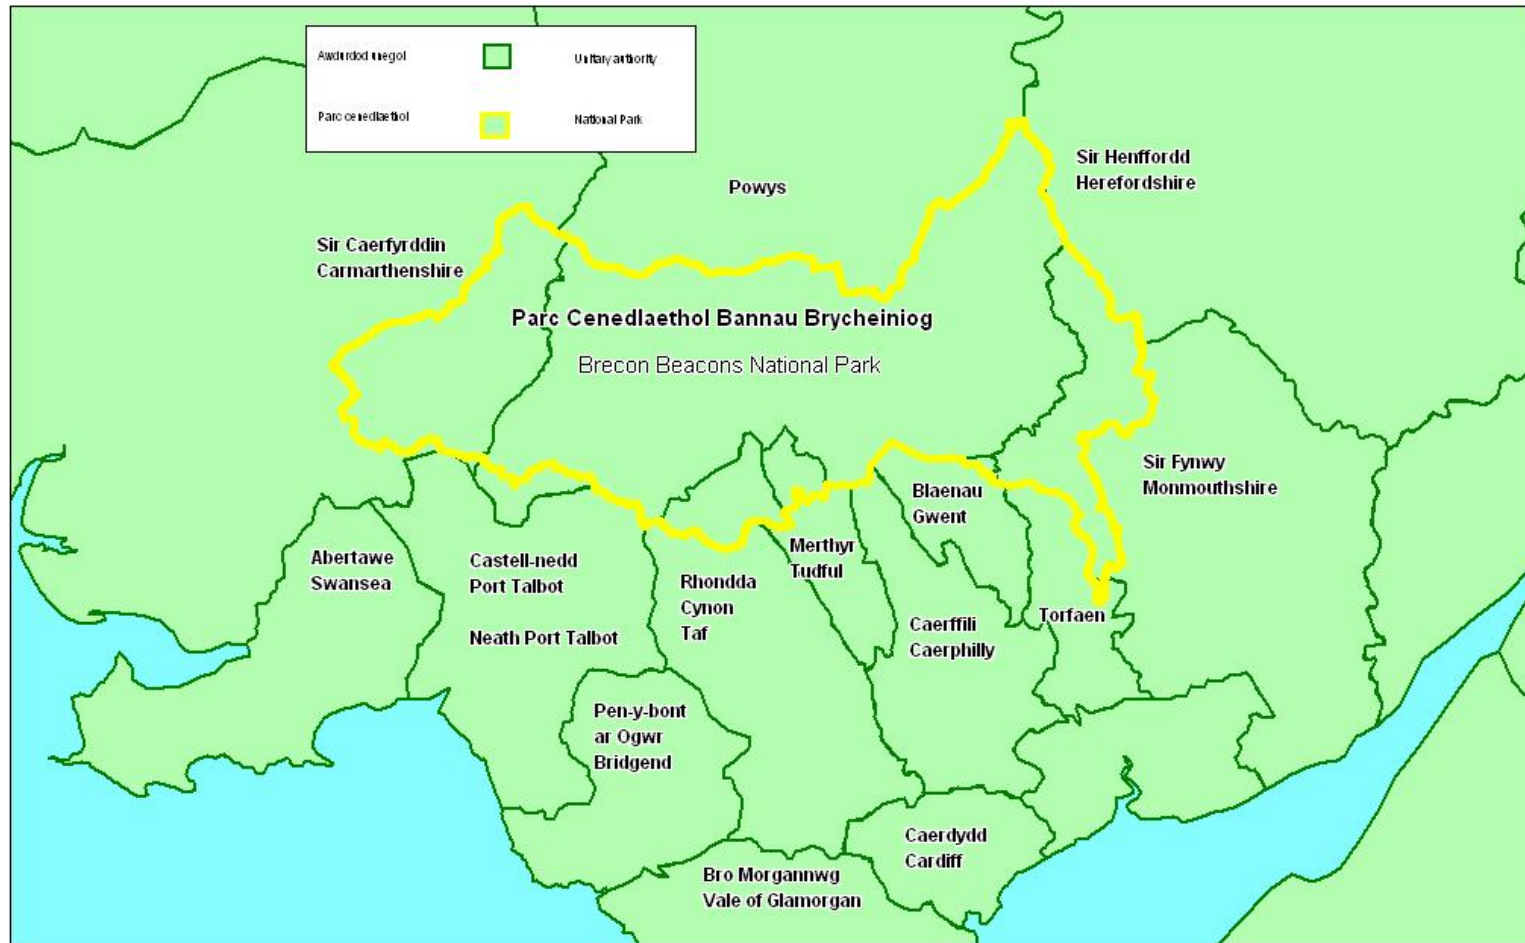 Awdurdod unegol
Unitary authority
Parc cenedlaethol
National Park
Powys
Sir Henffordd
Herefordshire
Sir Caerfyrddin
Carmarthenshire
Parc Cenedlaethol Bannau Brycheiniog
Brecon Beacons National Park
Sir Fynwy
Monmouthshire
Blaenau
Gwent
Abertawe
Swansea
Castell-nedd
Port Talbot
Neath Port Talbot
Rhondda
Cynon
Taf
Merthyr
Tudful
Caerffili
Caerphilly
Torfaen
Pen-y-bont
ar Ogwr
Bridgend
Caerdydd
Cardiff
Bro Morgannwg
Vale of Glamorgan